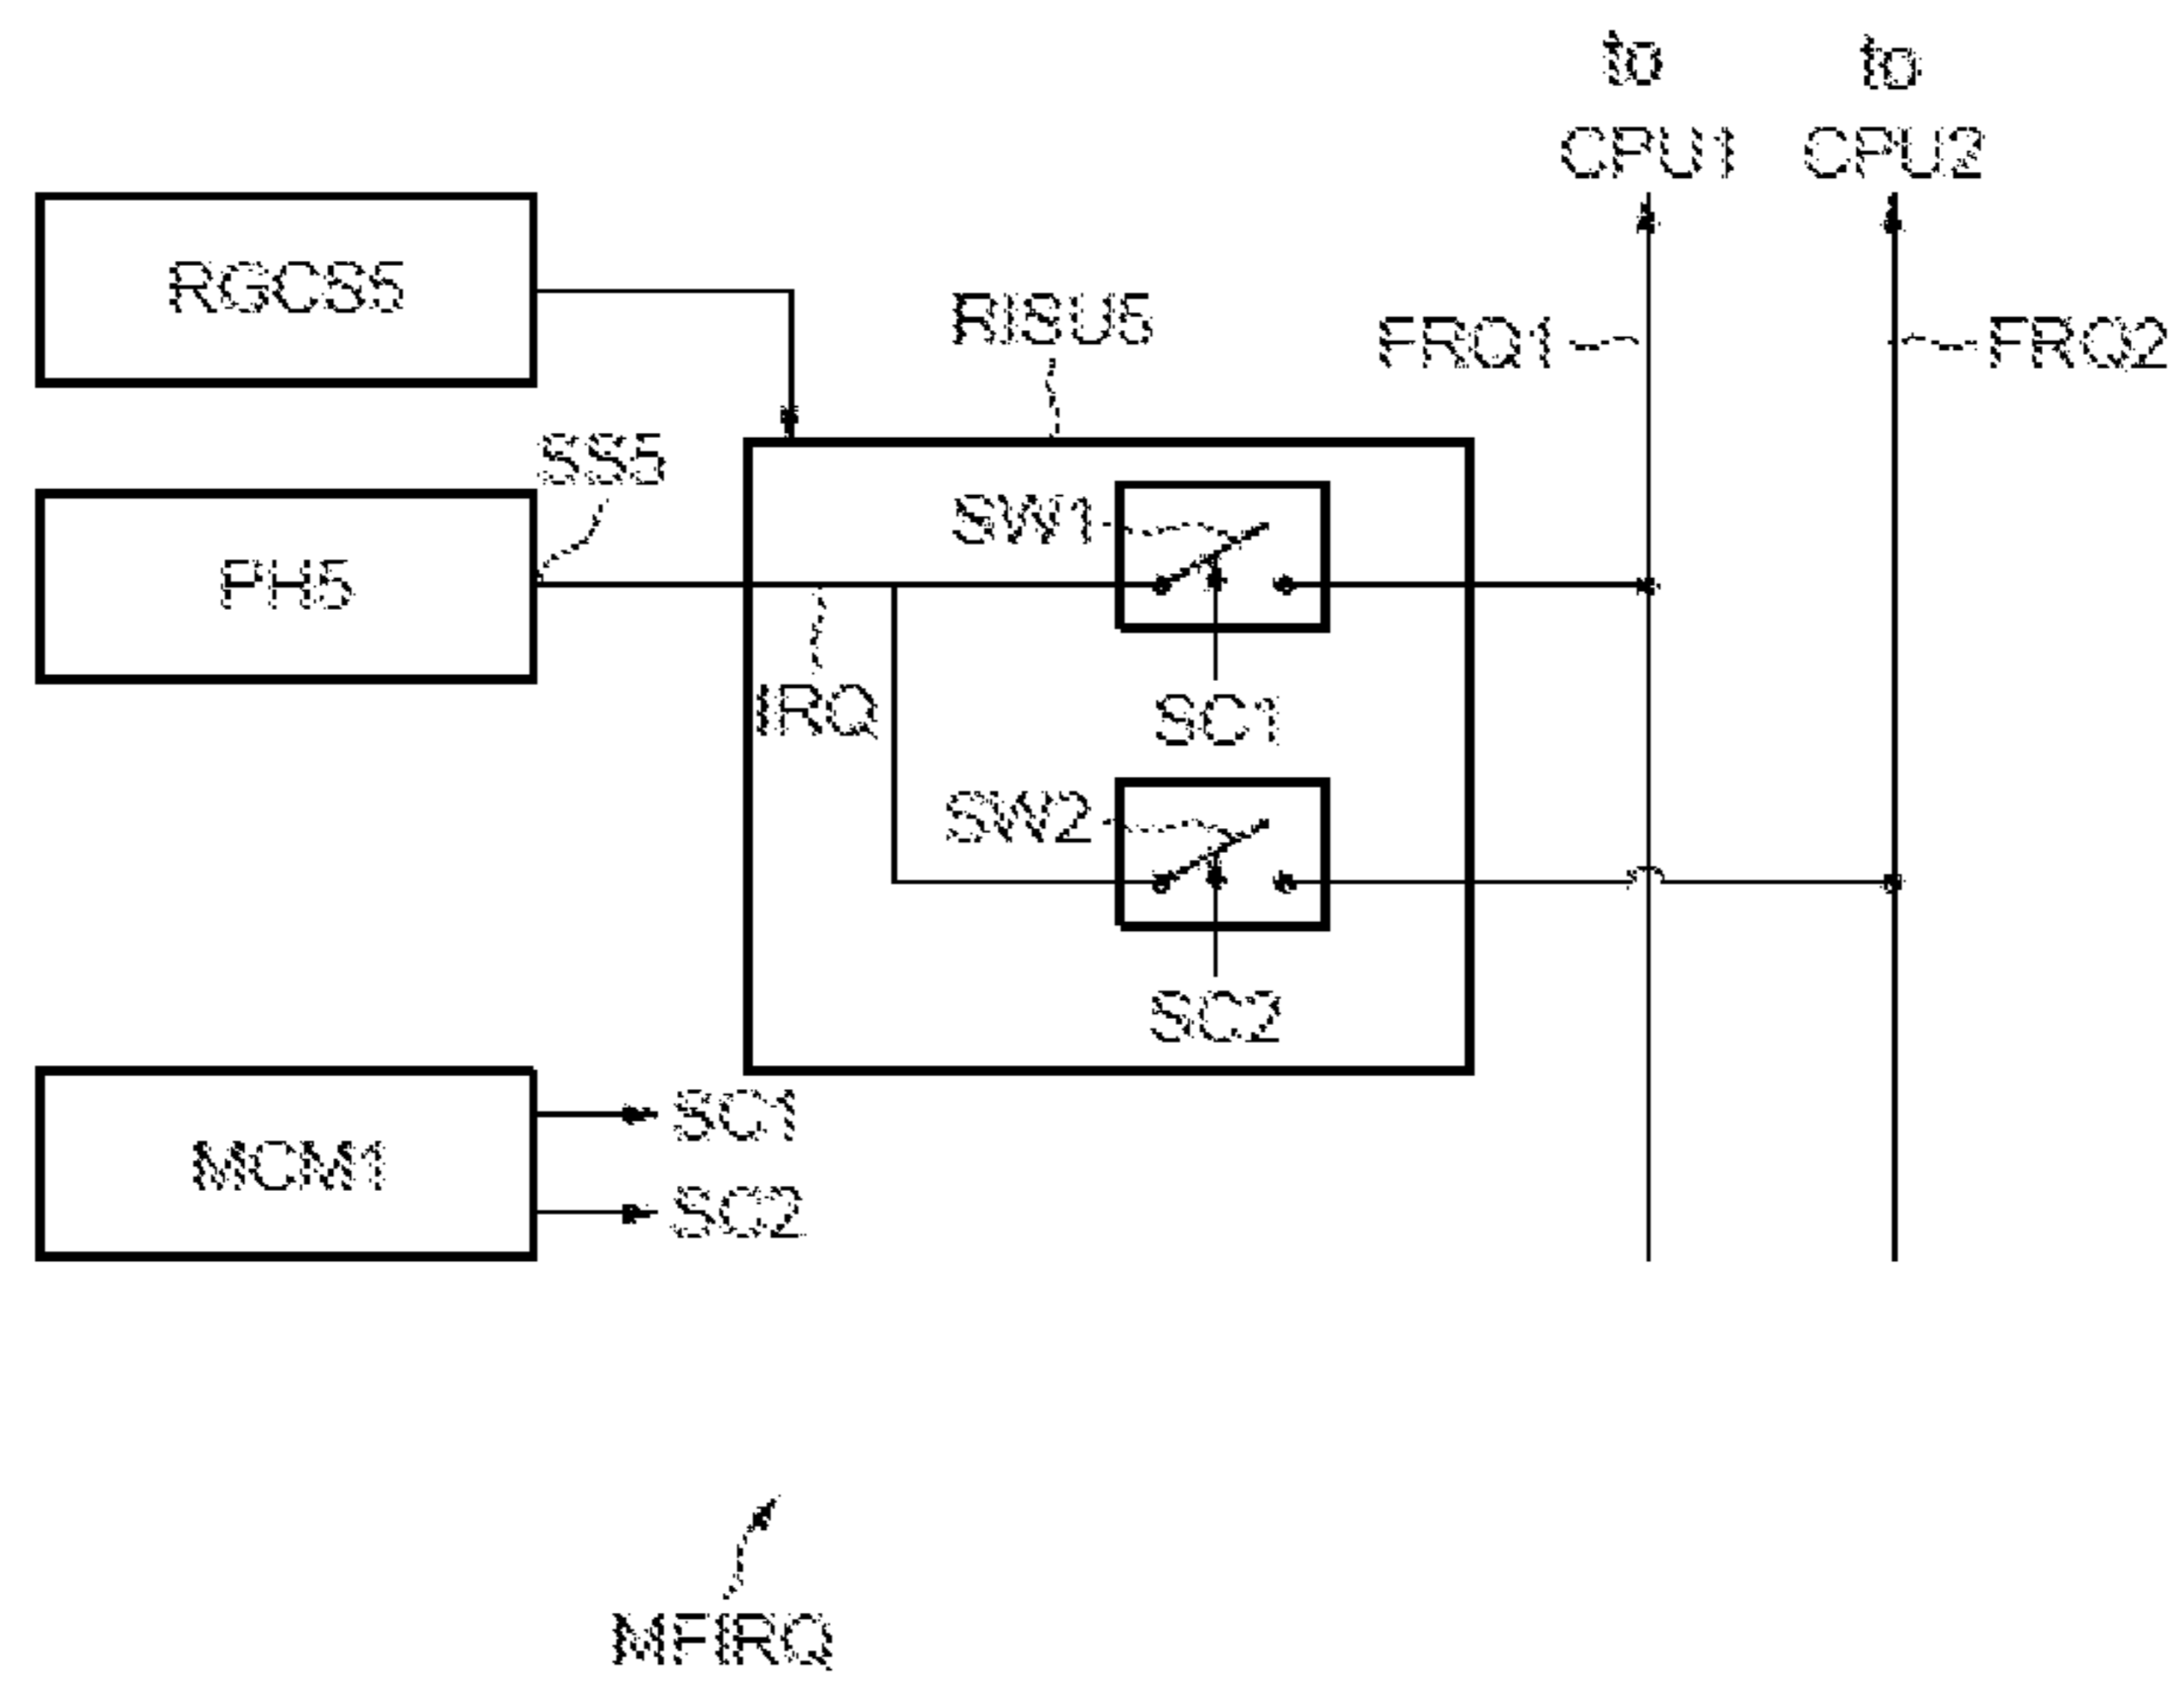 to
to
CPU1
CPU2
RGCS5
RISU5
FRQ1
FRQ2
SS5
SW1
PH5
IRQ
SC1
SW2
SC2
SC1
MCM1
SC2
MFIRQ